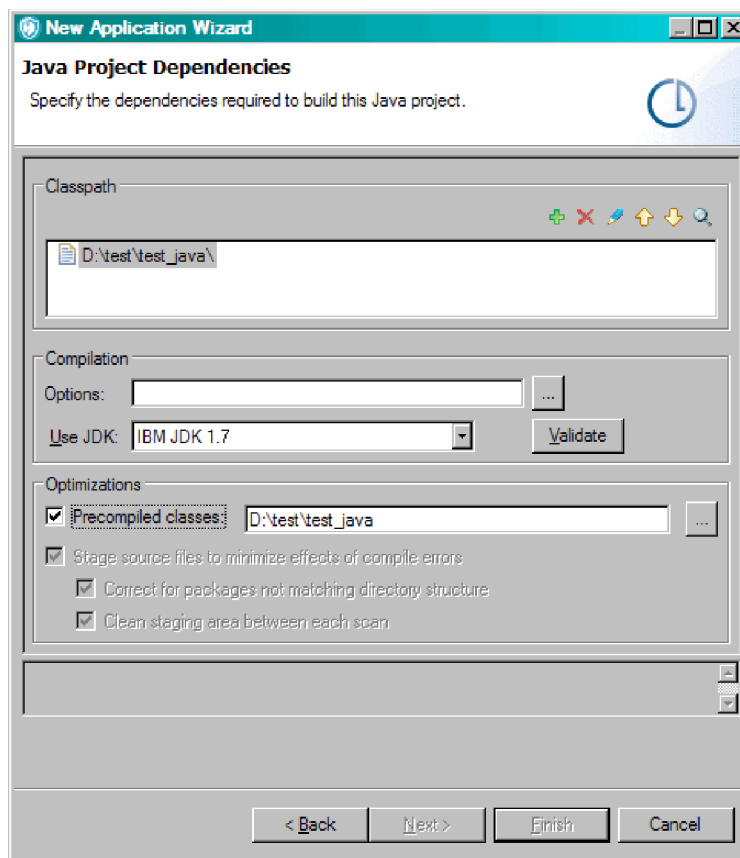 New Application Wizard
Java Project Dependencies
Specify the dependencies required to build this Java project.
Classpath
D:\test\test_java\
Compilation
Options:
...
Use JDK: IBM JDK 1.7
Validate
Optimizations
Precompiled classes: D:\test\test_java ...
Stage source files to minimize effects of compile errors
Correct for packages not matching directory structure
Clean staging area between each scan
< Back Next > Finish Cancel